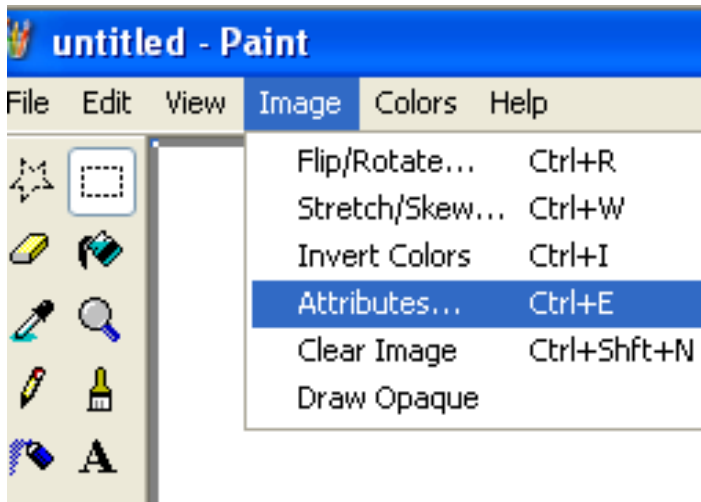 untitled - Paint
File Edit View Image Colors Help
Flip/Rotate... Ctrl+R
Stretch/Skew... Ctrl+W
Invert Colors Ctrl+I
Attributes... Ctrl+E
Clear Image Ctrl+Shft+N
Draw Opaque
A